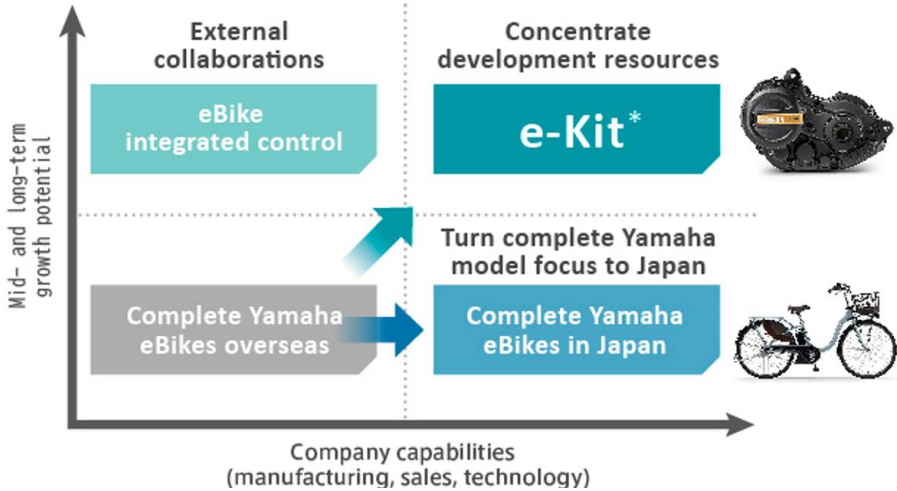 External
collaborations
Concentrate
development resources
eBike
integrated control
e-Kit*
Mid- and long-term
growth potential
Turn complete Yamaha
model focus to Japan
Complete Yamaha
eBikes overseas
Complete Yamaha
eBikes in Japan
Company capabilities
(manufacturing, sales, technology)